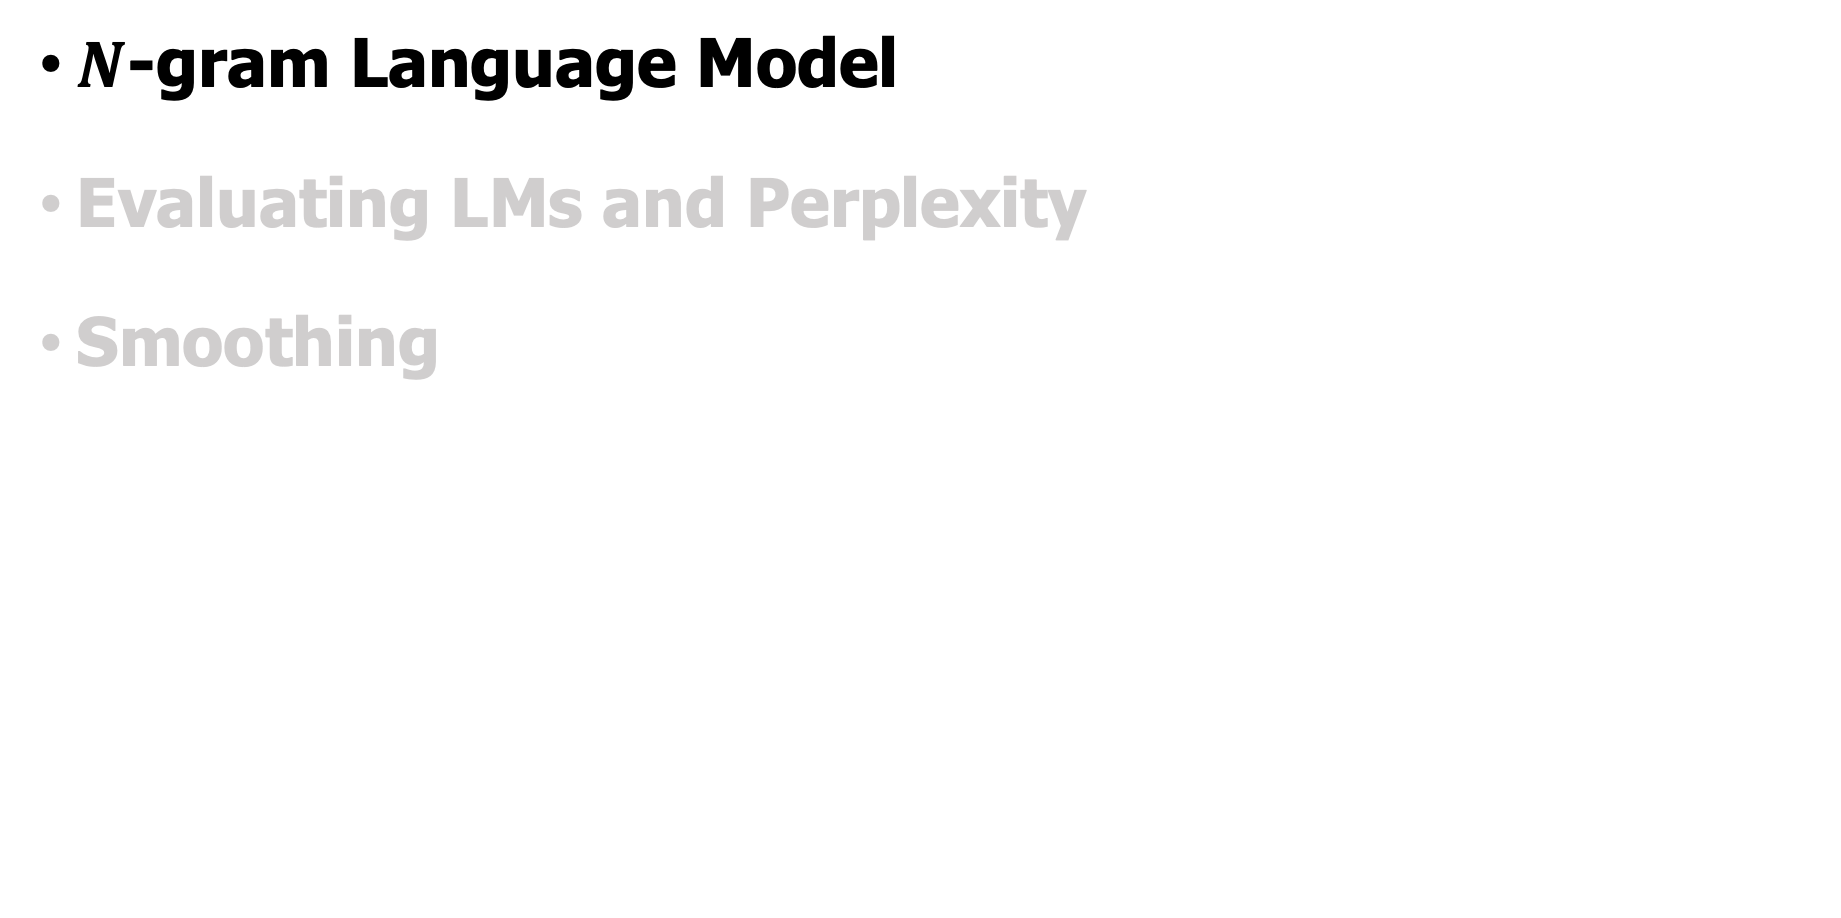 • N-gram Language Model
• Evaluating LMs and Perplexity
• Smoothing